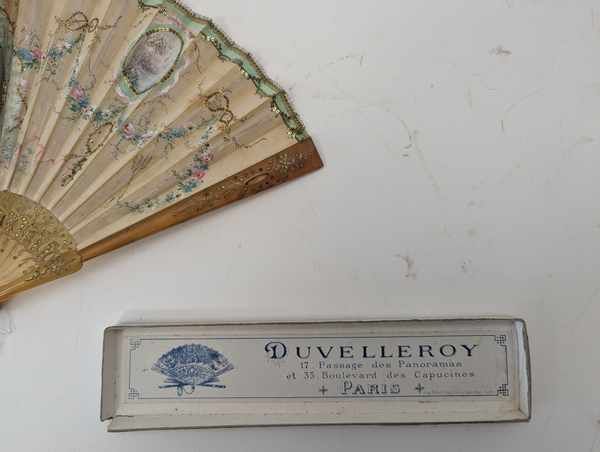 DUVELLEROY
17. Passage des Panoramas
et 35. Boulevard des Capucines
PARIS